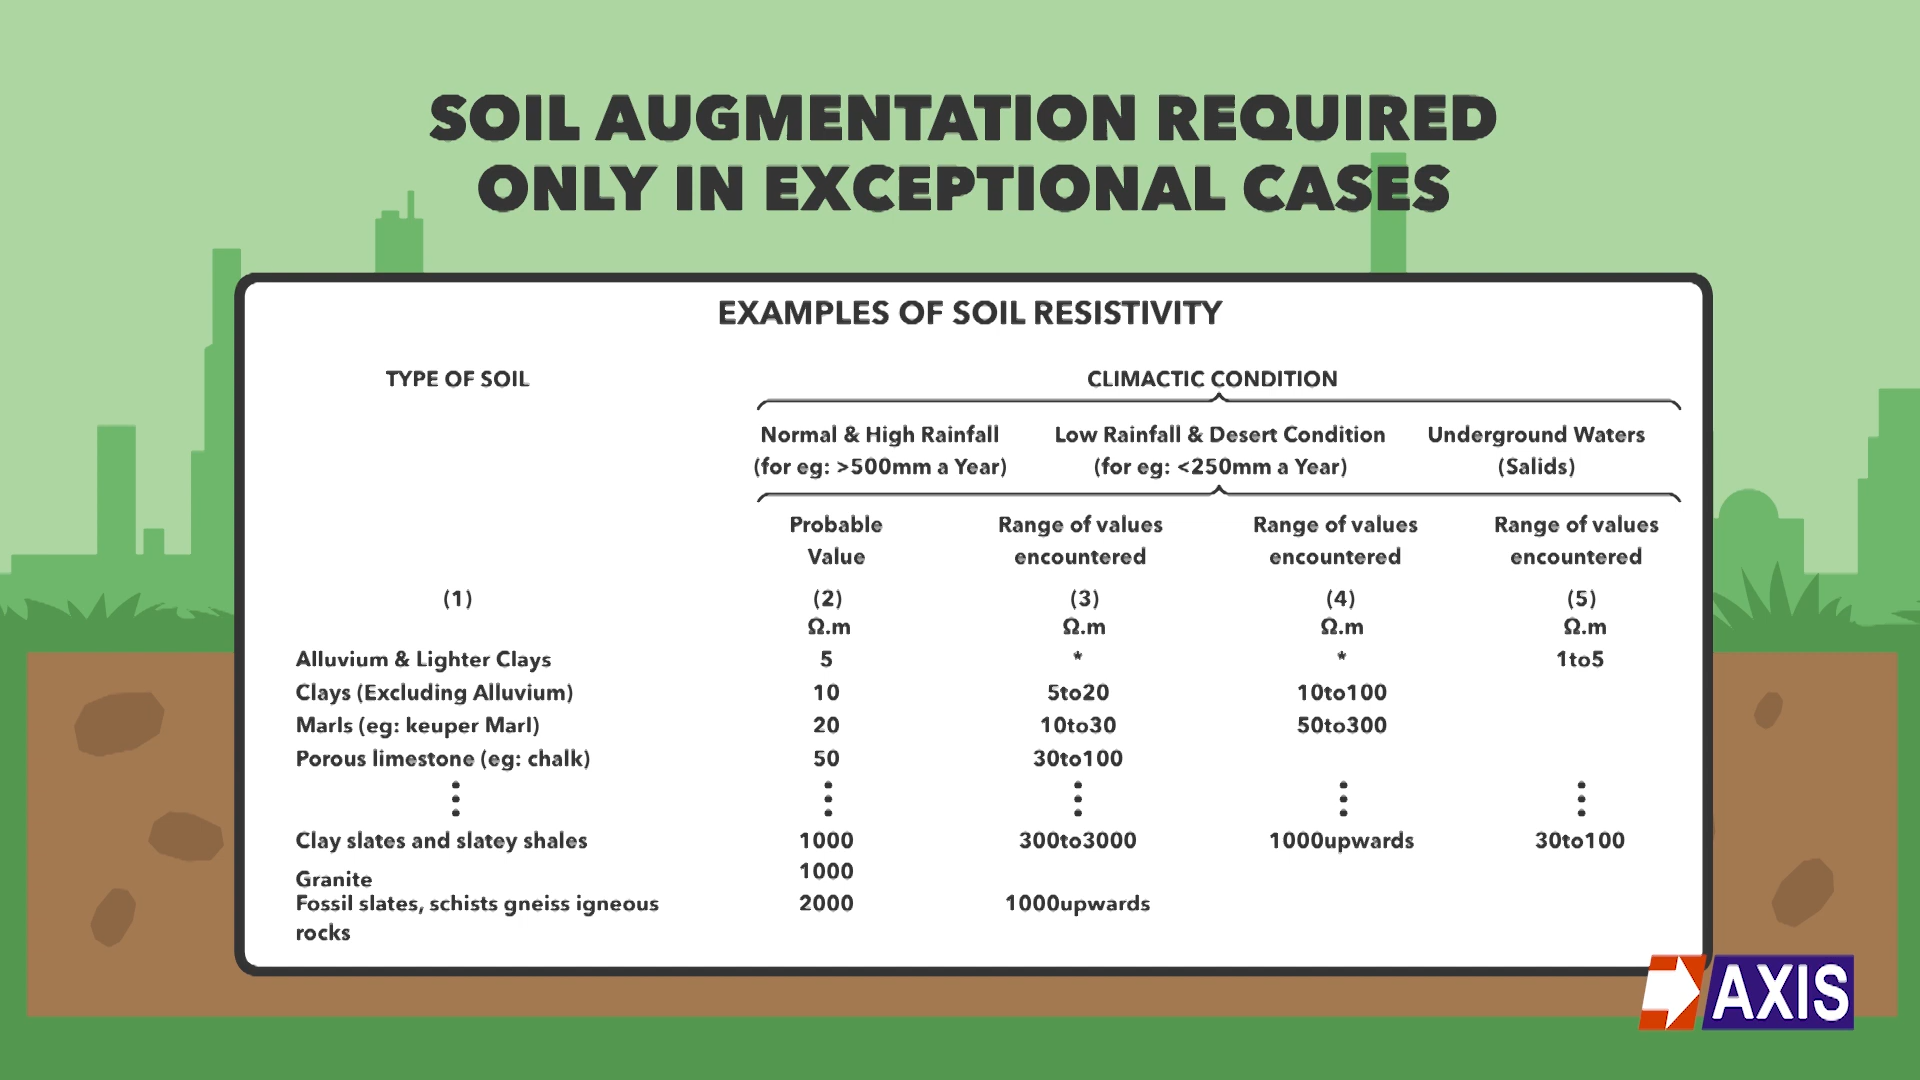 SOIL AUGMENTATION REQUIRED
ONLY IN EXCEPTIONAL CASES
EXAMPLES OF SOIL RESISTIVITY
TYPE OF SOIL CLIMACTIC CONDITION
Normal & High Rainfall Low Rainfall & Desert Condition Underground Waters
(for eg: >500mm a Year) (for eg: <250mm a Year) (Salids)
Probable Range of values Range of values Range of values
Value encountered encountered encountered
(1) (2) (3) (4) (5)
Ω.m Ω.m Ω.m Ω.m
Alluvium & Lighter Clays 5 * * 1to5
Clays (Excluding Alluvium) 10 5to20 10to100
Marls (eg: keuper Marl) 20 10to30 50to300
Porous limestone (eg: chalk) 50 30to100
Clay slates and slatey shales 1000 300to3000 1000upwards 30to100
Granite 1000
Fossil slates, schists gneiss igneous 2000 1000upwards
rocks
AXIS